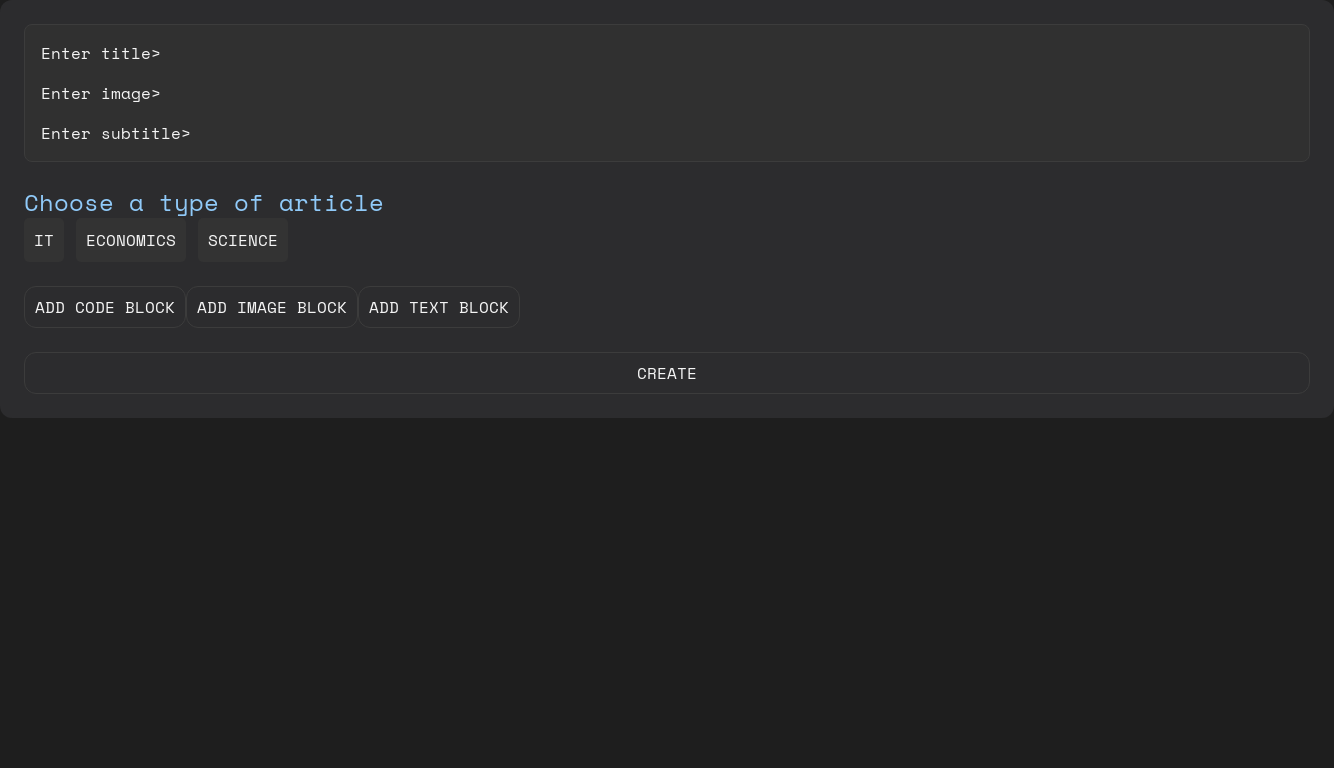 Enter title>
Enter image>
Enter subtitle>
Choose a type of article
IT ECONOMICS SCIENCE
ADD CODE BLOCK ADD IMAGE BLOCK ADD TEXT BLOCK
CREATE